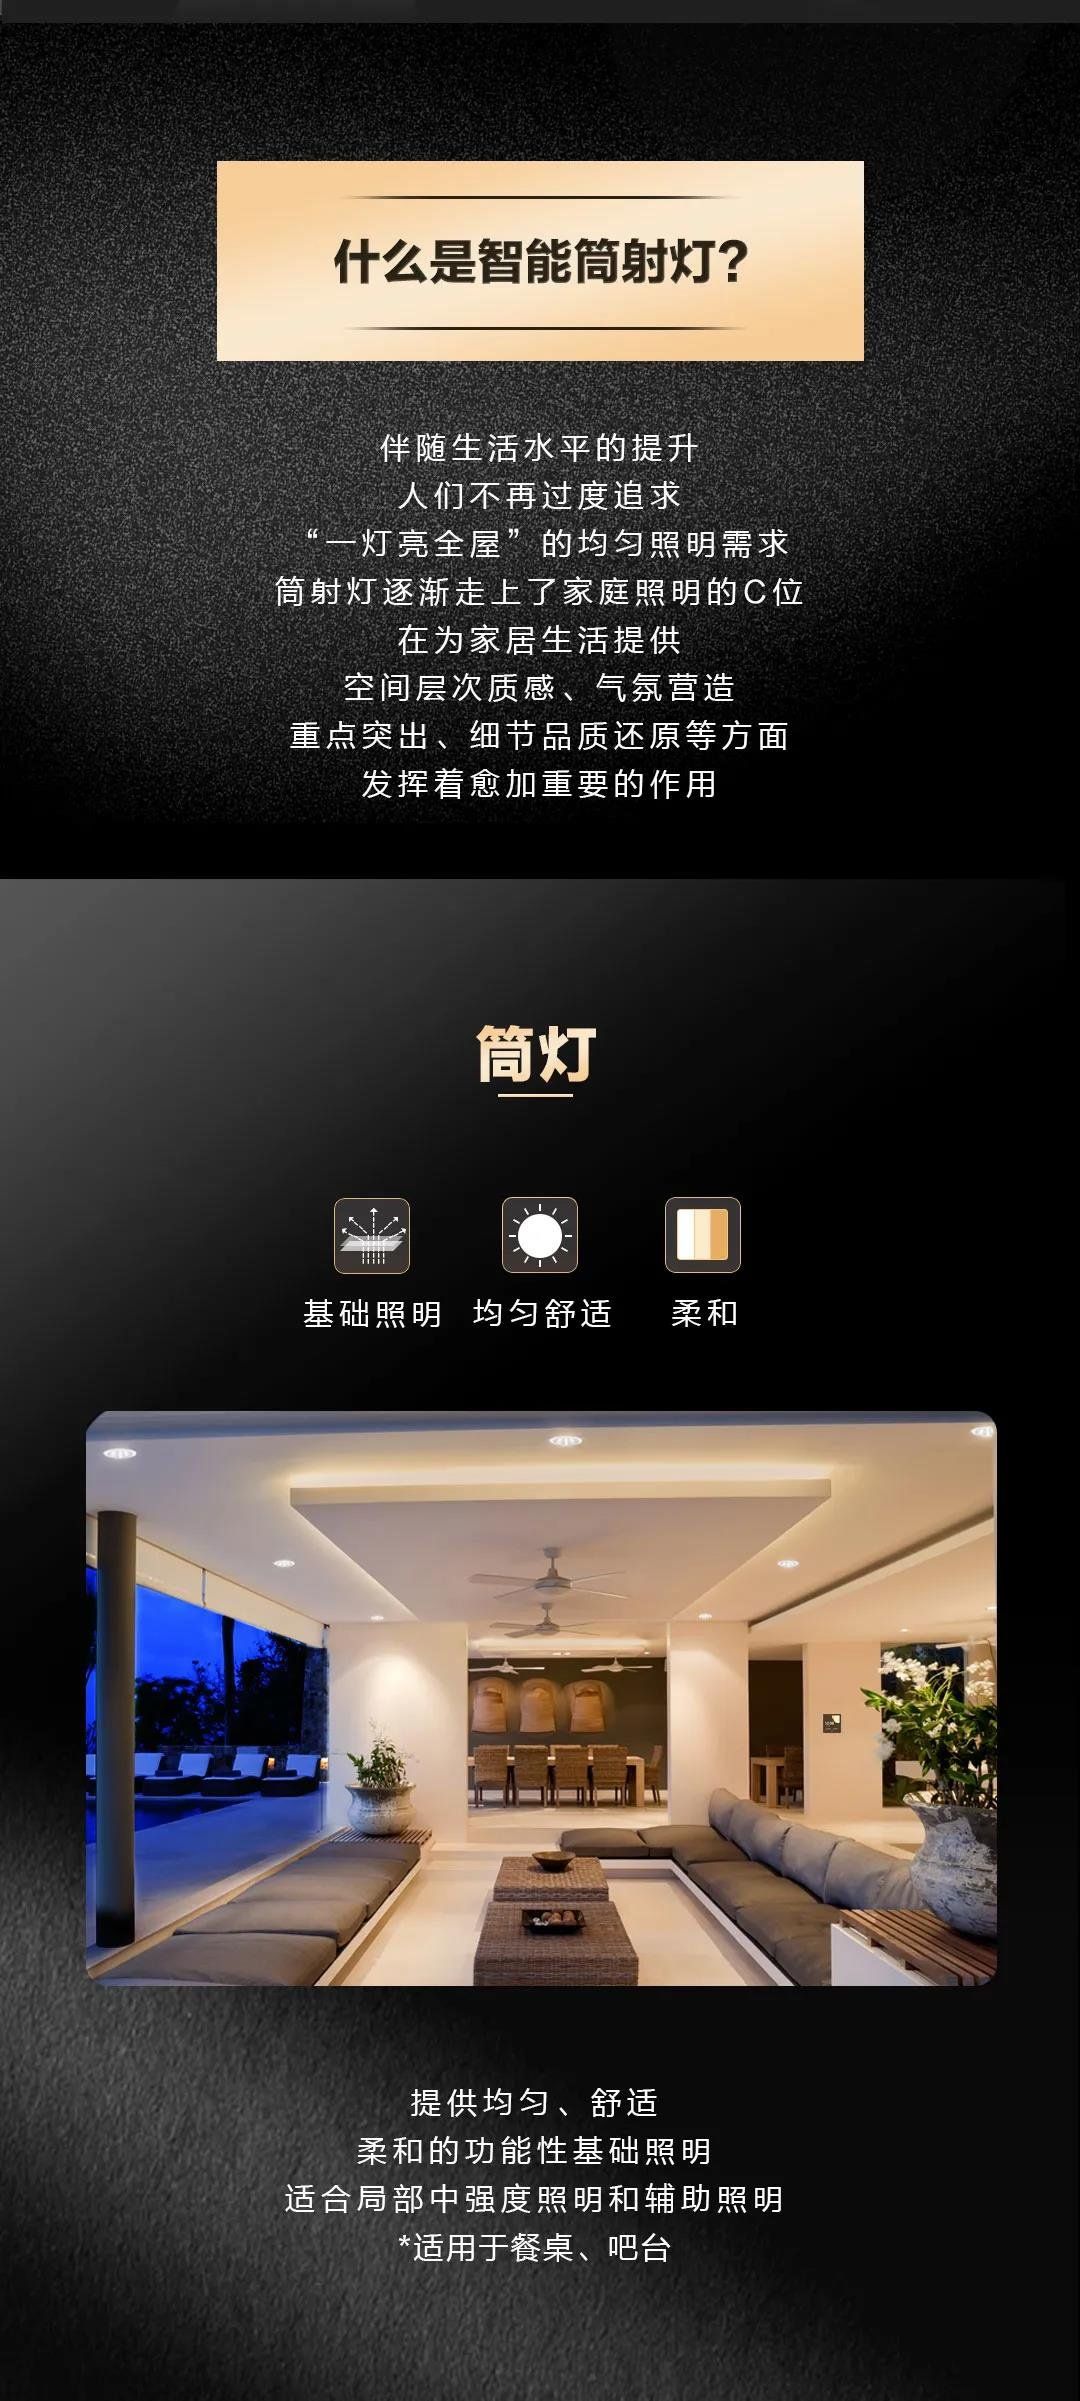 什么是智能筒射灯?
伴随生活水平的提升
人们不再过度追求
“一灯亮全屋”的均匀照明需求
筒射灯逐渐走上了家庭照明的C位
在为家居生活提供
空间层次质感、气氛营造
重点突出、细节品质还原等方面
发挥着愈加重要的作用
筒灯
基础照明 均匀舒适 柔和
提供均匀、舒适
柔和的功能性基础照明
适合局部中强度照明和辅助照明
*适用于餐桌、吧台